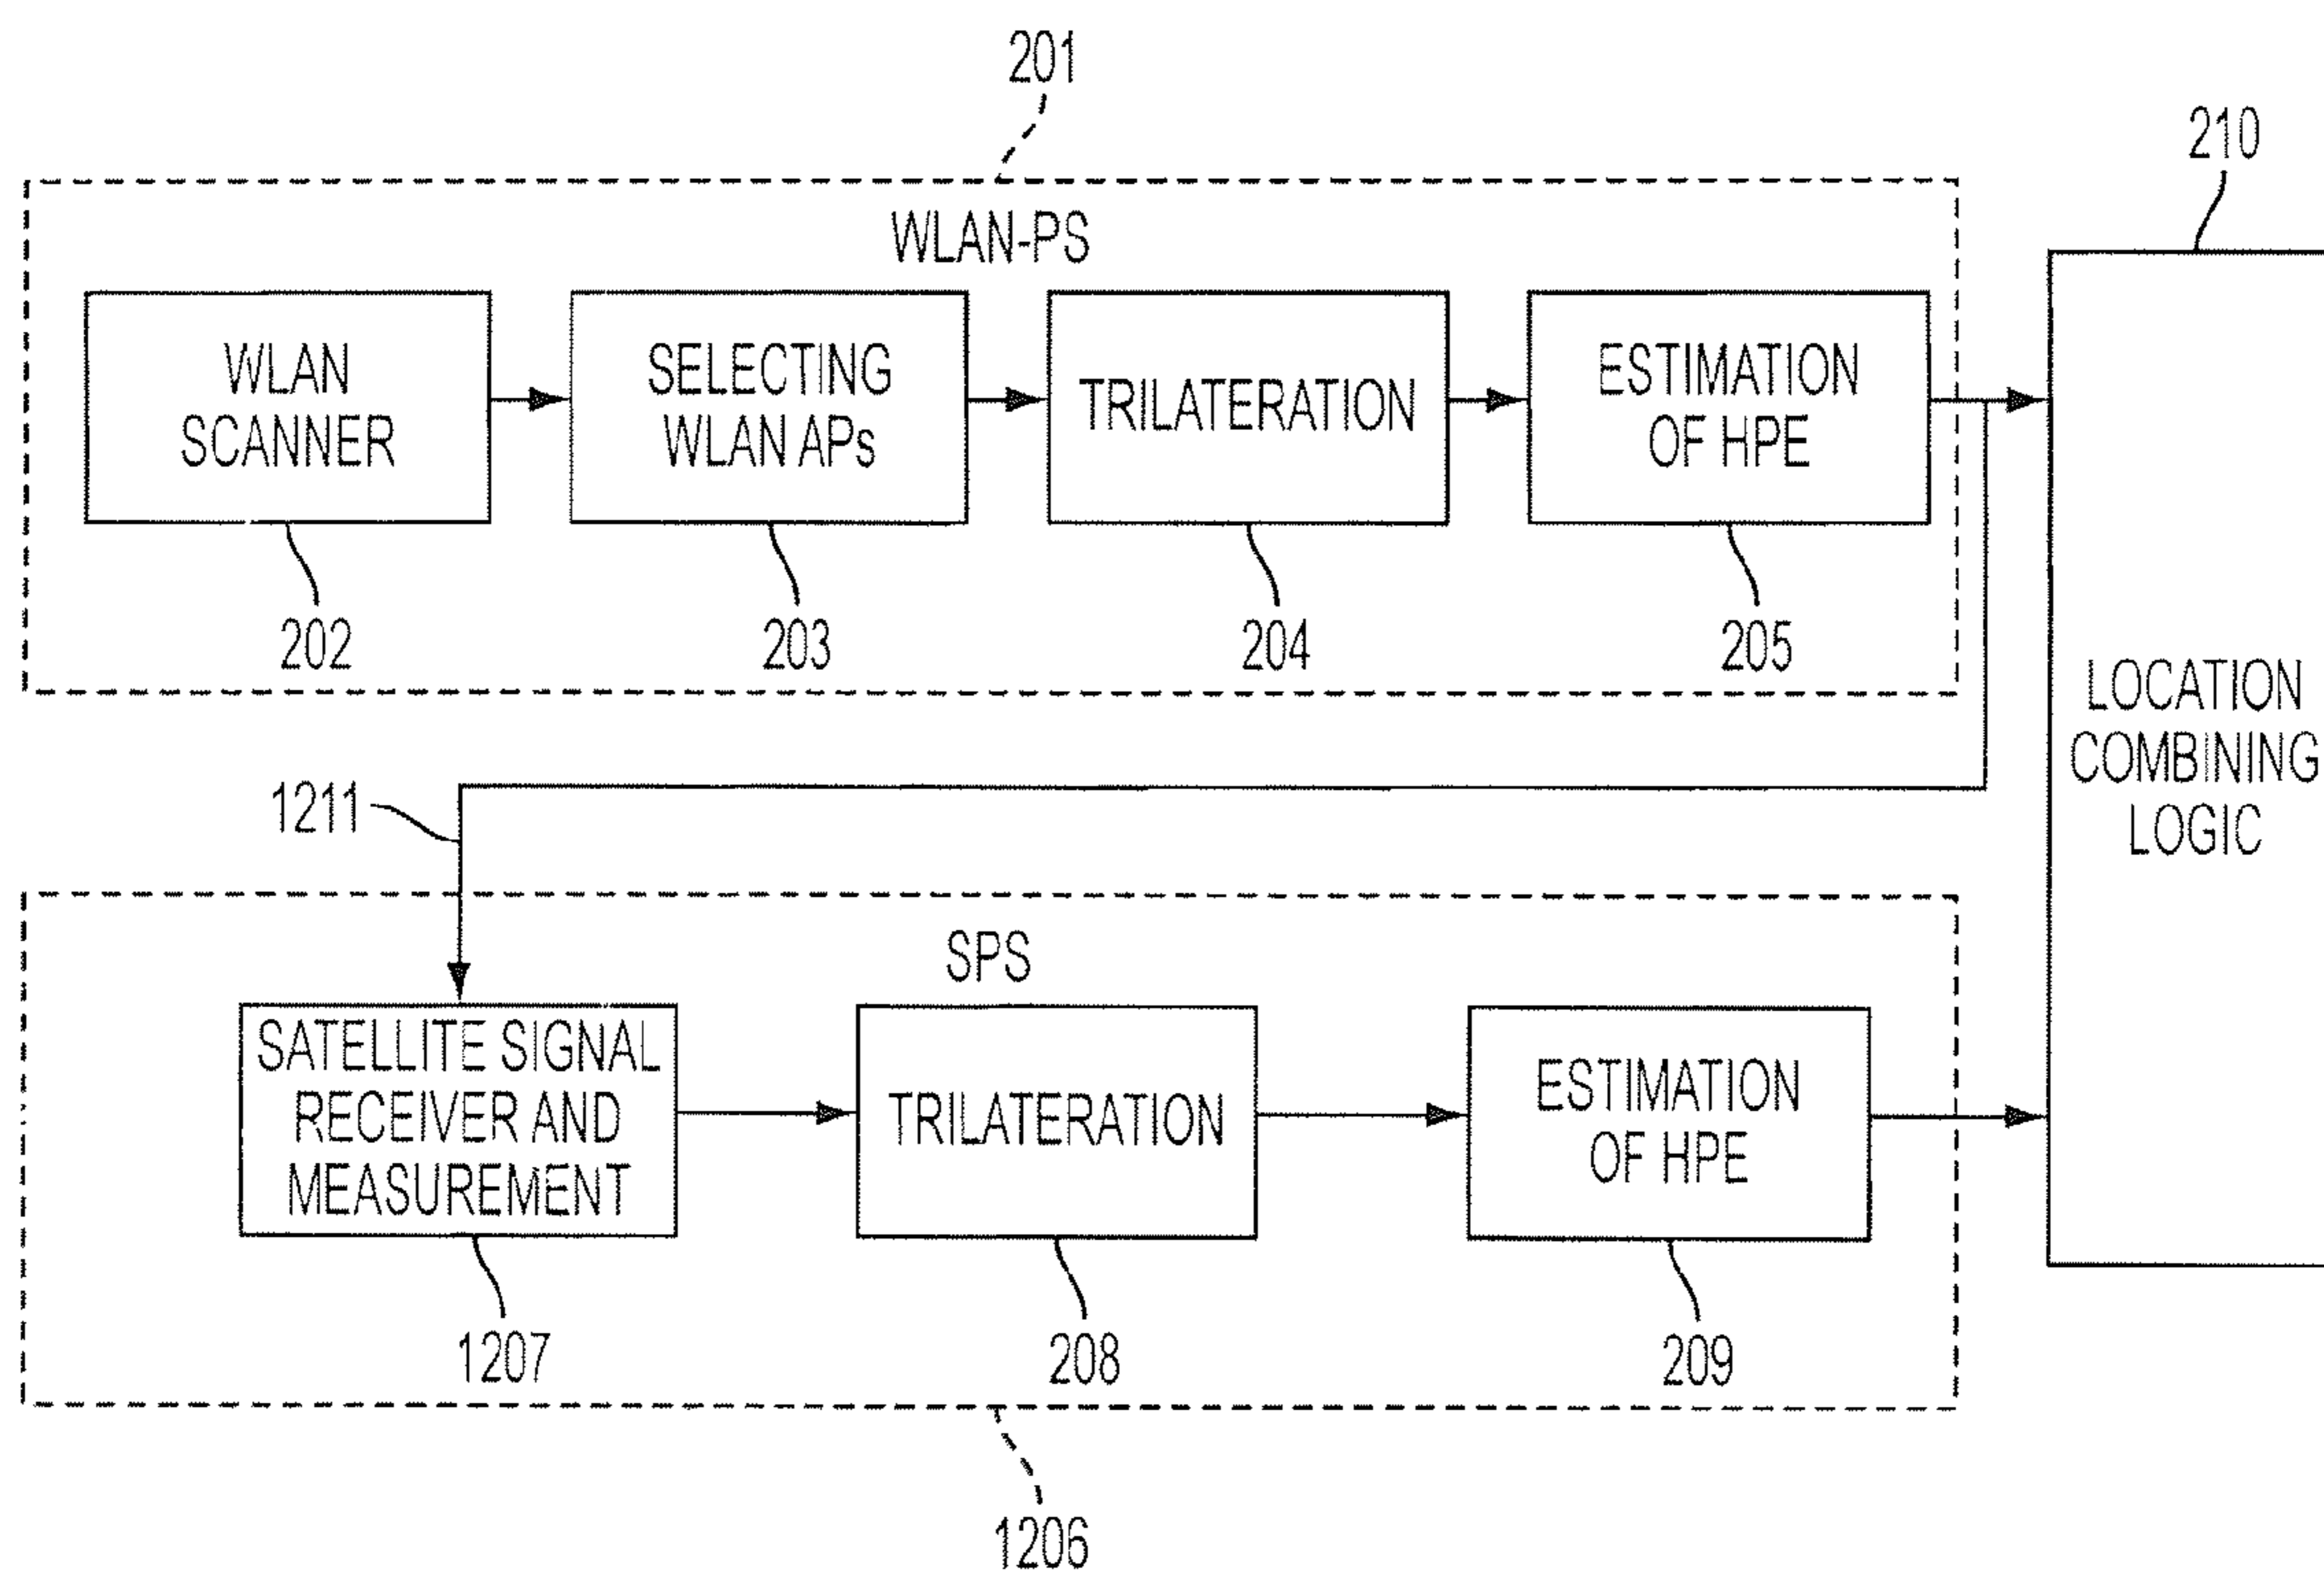 201
210
WLAN-PS
WLAN
SCANNER
SELECTING
WLAN APs
TRILATERATION
ESTIMATION
OF HPE
202
203
204
205
LOCATION
COMBINING
LOGIC
1211
SPS
SATELLITE SIGNAL
RECEIVER AND
MEASUREMENT
TRILATERATION
ESTIMATION
OF HPE
1207
208
209
1206